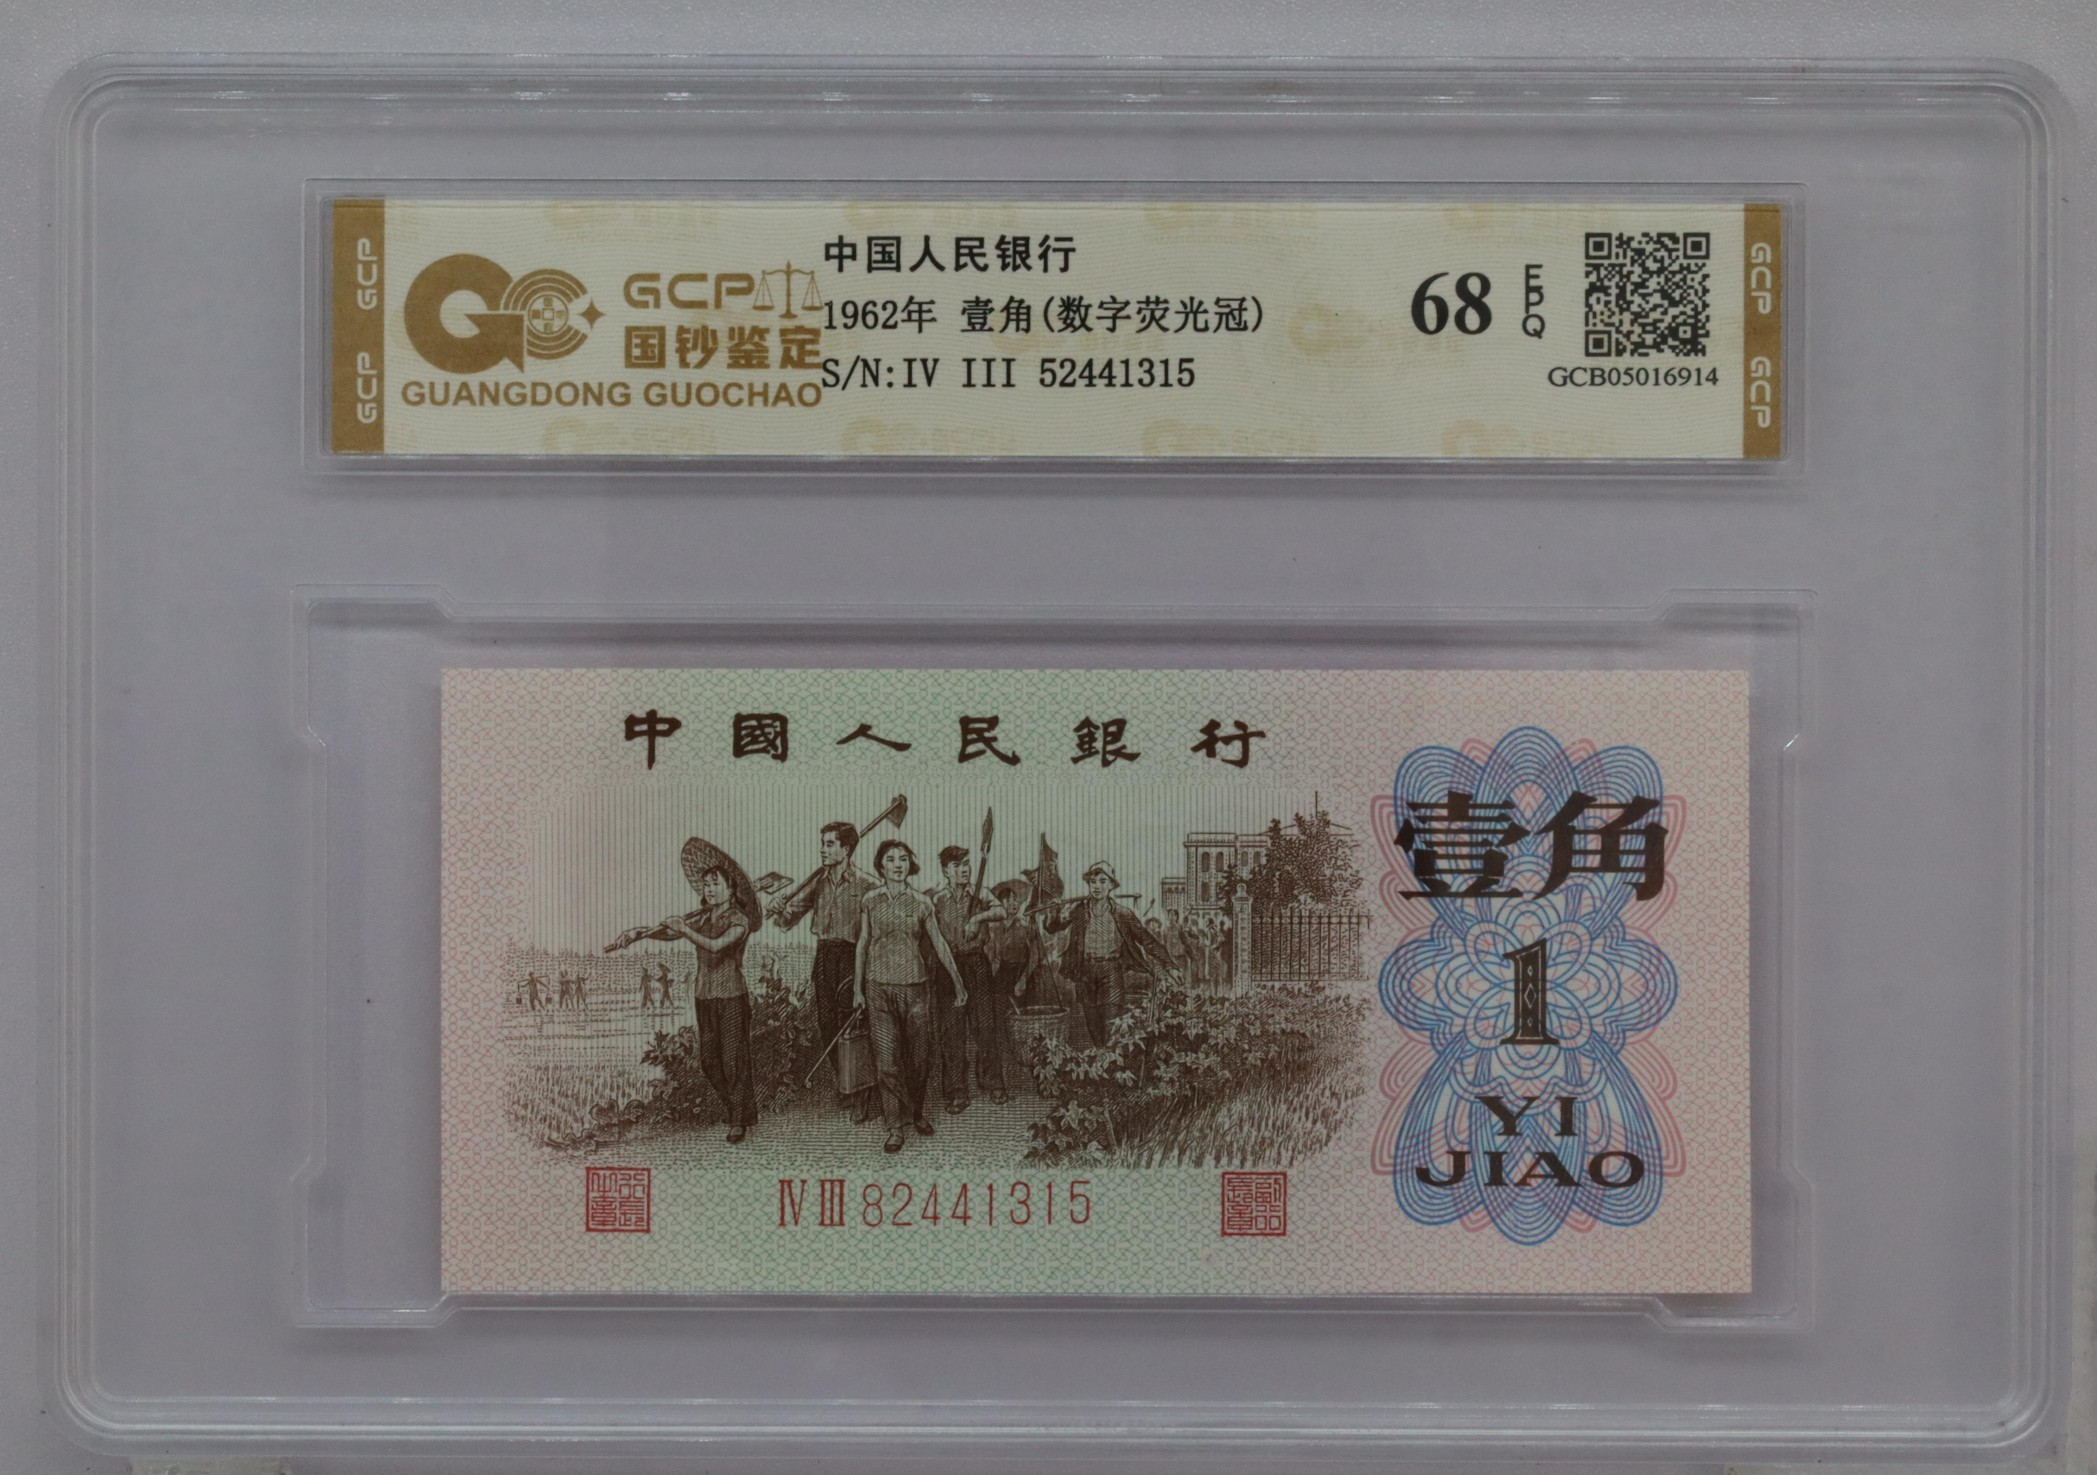 GCP
国钞鉴定
GUANGDONG GUOCHAO
中国人民银行
1962年 壹角(数字荧光冠)
S/N:IV III 52441315
68 EPQ
GCB05016914
GCP
GCP
GCP
GCP
中國人民銀行
壹角
1
YI
JIAO
ⅣⅢ82441315